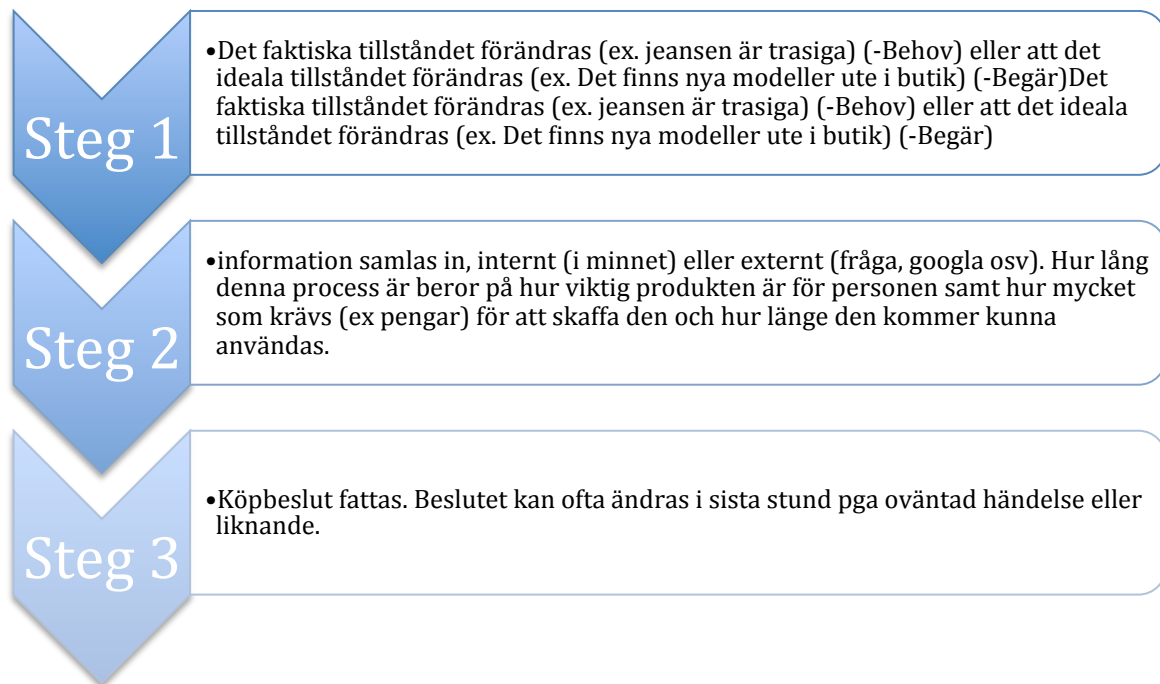 Steg 1
•Det faktiska tillståndet förändras (ex. jeansen är trasiga) (-Behov) eller att det
ideala tillståndet förändras (ex. Det finns nya modeller ute i butik) (-Begär)Det
faktiska tillståndet förändras (ex. jeansen är trasiga) (-Behov) eller att det ideala
tillståndet förändras (ex. Det finns nya modeller ute i butik) (-Begär)
Steg 2
•information samlas in, internt (i minnet) eller externt (fråga, googla osv). Hur lång
denna process är beror på hur viktig produkten är för personen samt hur mycket
som krävs (ex pengar) för att skaffa den och hur länge den kommer kunna
användas.
Steg 3
•Köpbeslut fattas. Beslutet kan ofta ändras i sista stund pga oväntad händelse eller
liknande.